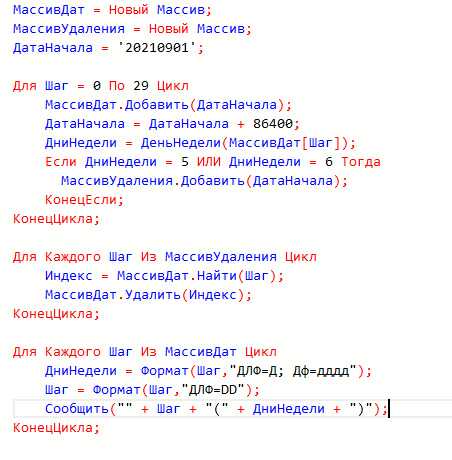 МассивДат = Новый Массив;
МассивУдаления = Новый Массив;
ДатаНачала = '20210901';
Для Шаг = 0 По 29 Цикл
МассивДат.Добавить(ДатаНачала);
ДатаНачала = ДатаНачала + 86400;
ДниНедели = ДеньНедели(МассивДат[Шаг]);
Если ДниНедели = 5 ИЛИ ДниНедели = 6 Тогда
МассивУдаления.Добавить(ДатаНачала);
КонецЕсли;
КонецЦикла;
Для Каждого Шаг Из МассивУдаления Цикл
Индекс = МассивДат.Найти(Шаг);
МассивДат.Удалить(Индекс);
КонецЦикла;
Для Каждого Шаг Из МассивДат Цикл
ДниНедели = Формат(Шаг,"ДЛФ=Д; Дф=дддд");
Шаг = Формат(Шаг,"ДЛФ=DD");
Сообщить("" + Шаг + "(" + ДниНедели + ")");
КонецЦикла;